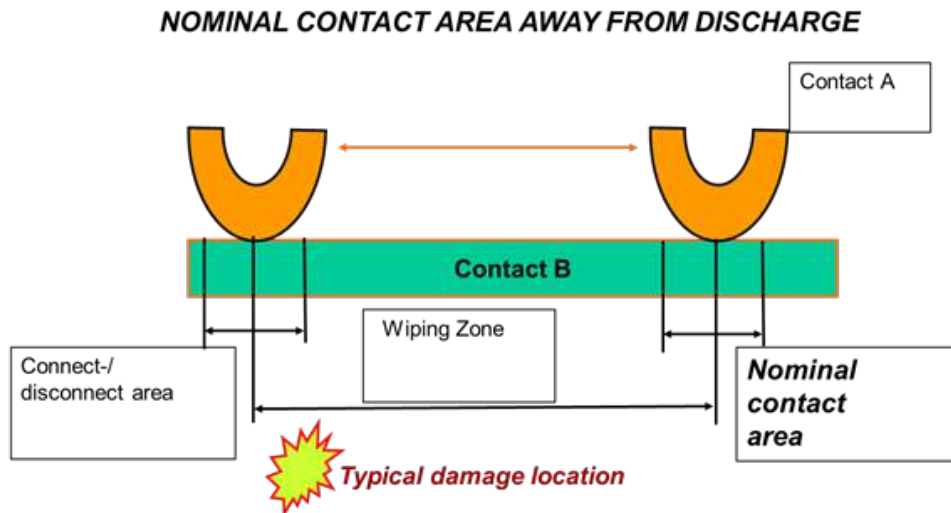 NOMINAL CONTACT AREA AWAY FROM DISCHARGE
Contact A
Contact B
Wiping Zone
Connect-/
disconnect area
Nominal
contact
area
Typical damage location